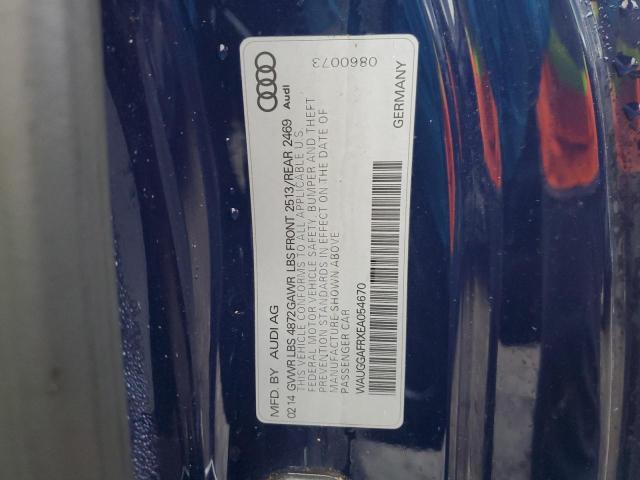 MFD. BY AUDI AG
02 14 GVWR LBS 4872 GAWR LBS FRONT 2513/REAR 2469
THIS VEHICLE CONFORMS TO ALL APPLICABLE U.S.
FEDERAL MOTOR VEHICLE SAFETY, BUMPER AND THEFT
PREVENTION STANDARDS IN EFFECT ON THE DATE OF
MANUFACTURE SHOWN ABOVE
PASSENGER CAR
WAUGGAFRXEA054670
Audi
0860073
GERMANY